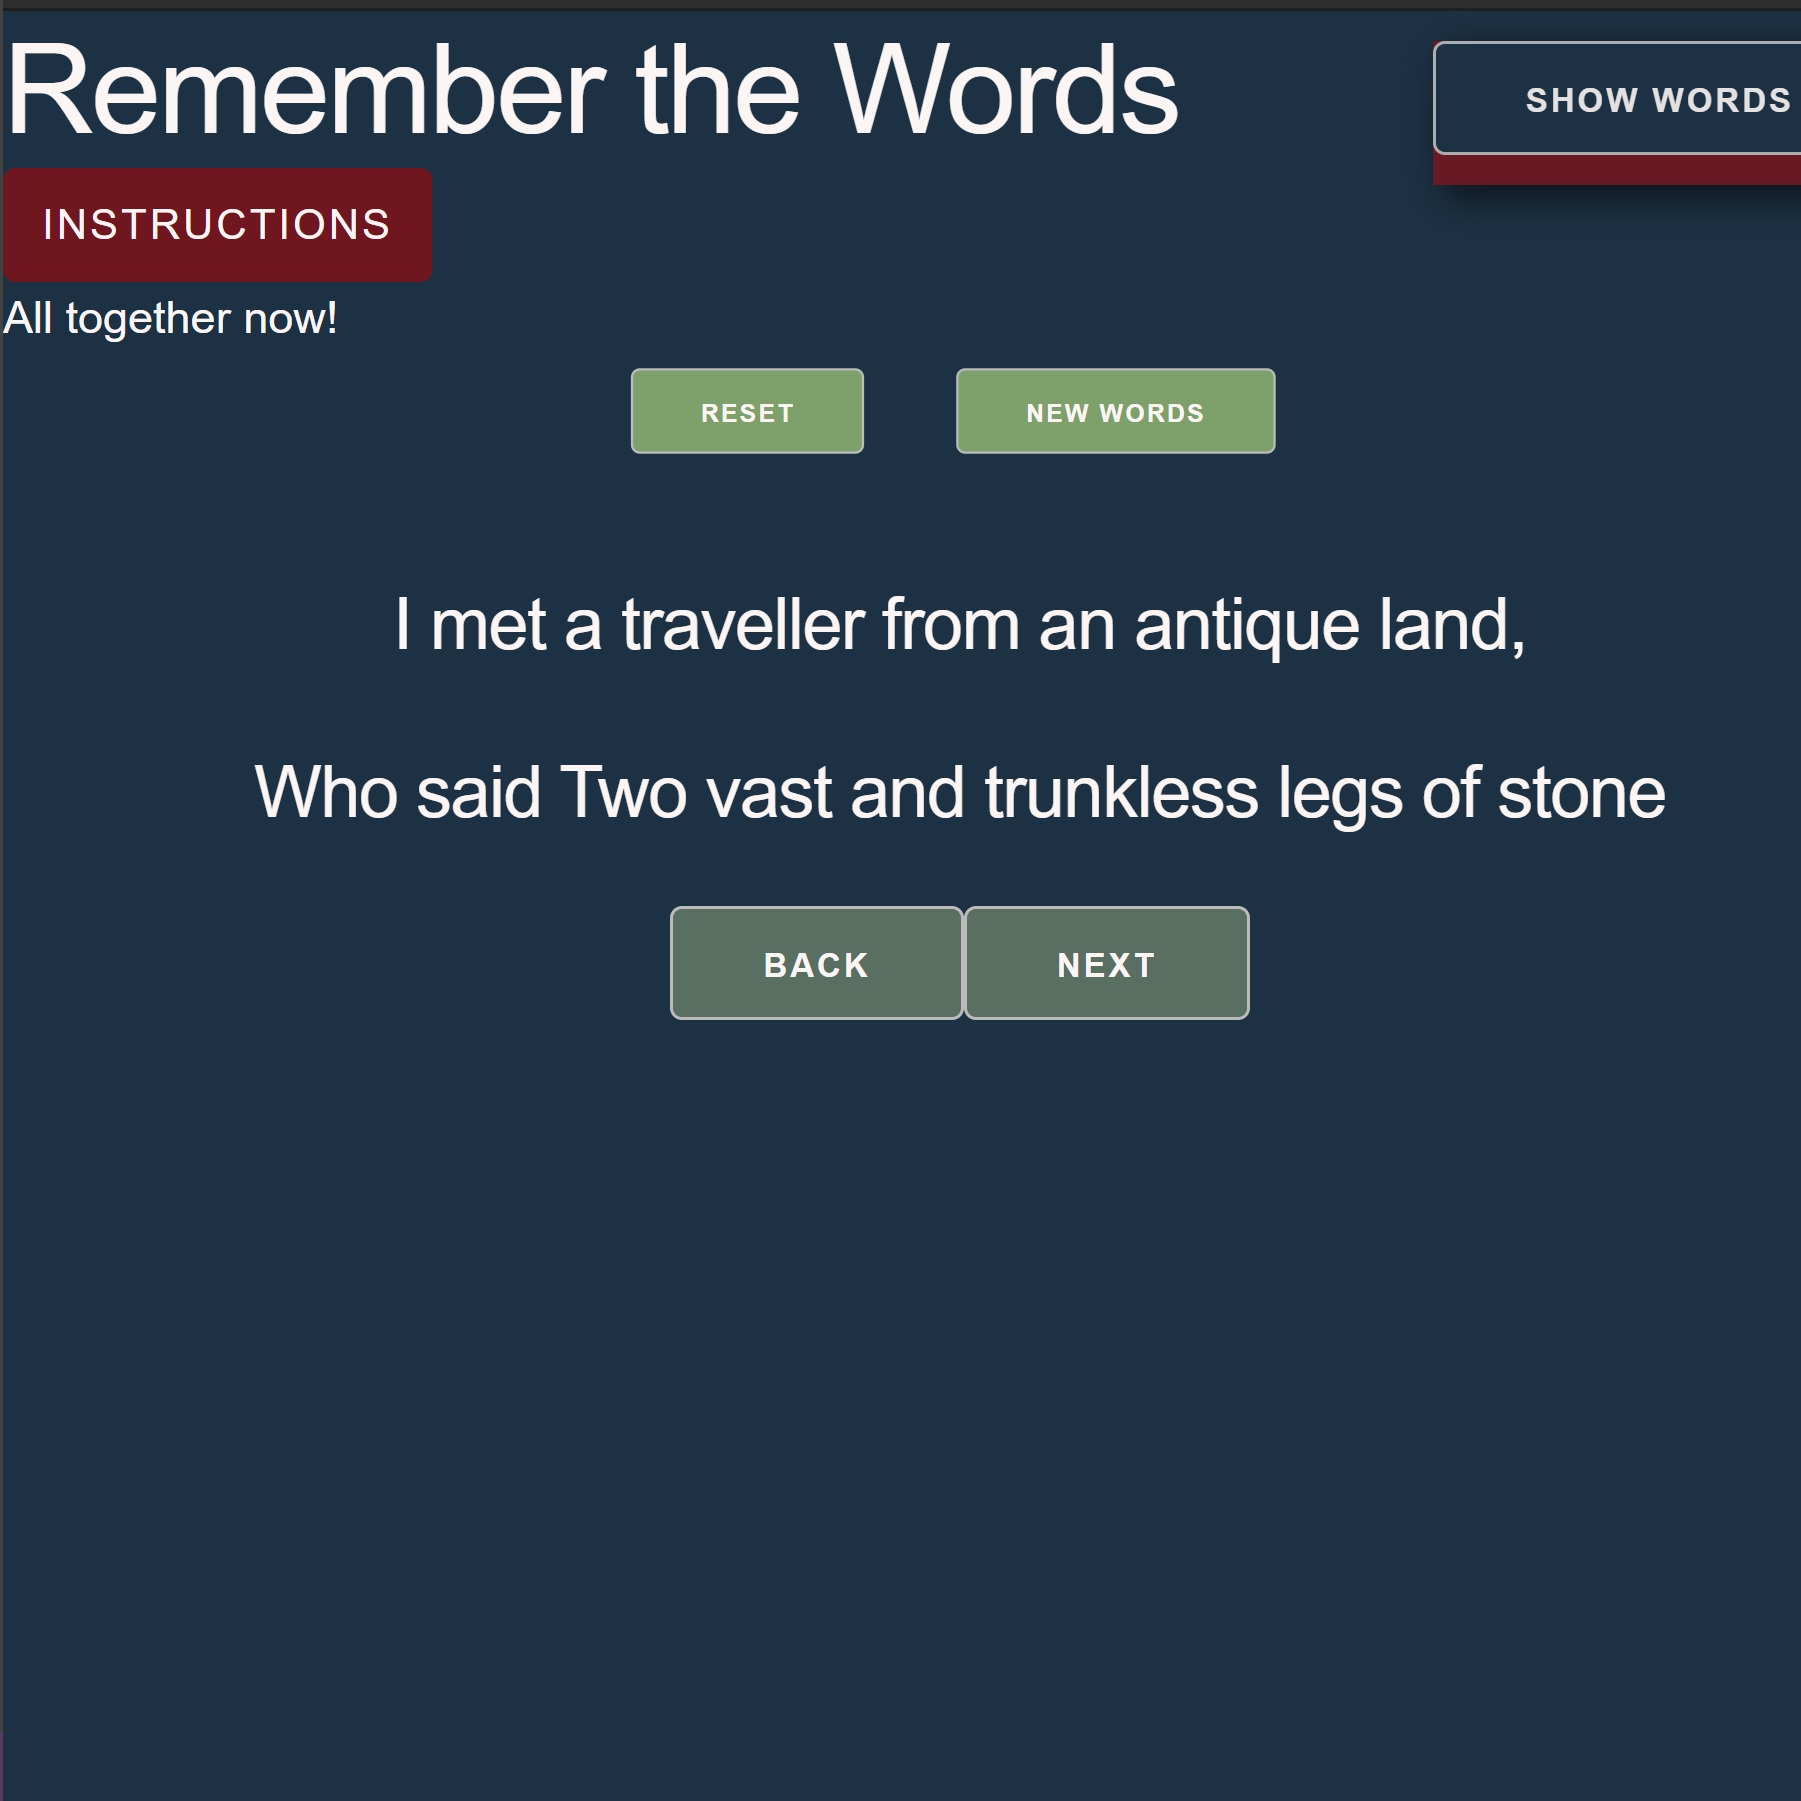 Remember the Words
SHOW WORDS
INSTRUCTIONS
All together now!
RESET
NEW WORDS
I met a traveller from an antique land,
Who said Two vast and trunkless legs of stone
BACK
NEXT